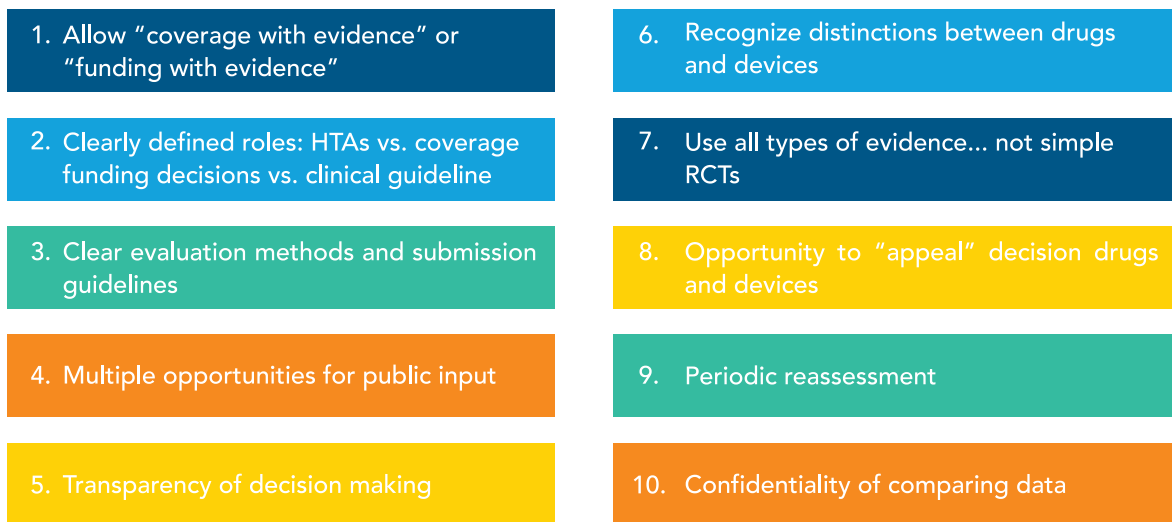 1. Allow “coverage with evidence” or
“funding with evidence”
2. Clearly defined roles: HTAs vs. coverage
funding decisions vs. clinical guideline
3. Clear evaluation methods and submission
guidelines
4. Multiple opportunities for public input
5. Transparency of decision making
6. Recognize distinctions between drugs
and devices
7. Use all types of evidence... not simple
RCTs
8. Opportunity to “appeal” decision drugs
and devices
9. Periodic reassessment
10. Confidentiality of comparing data